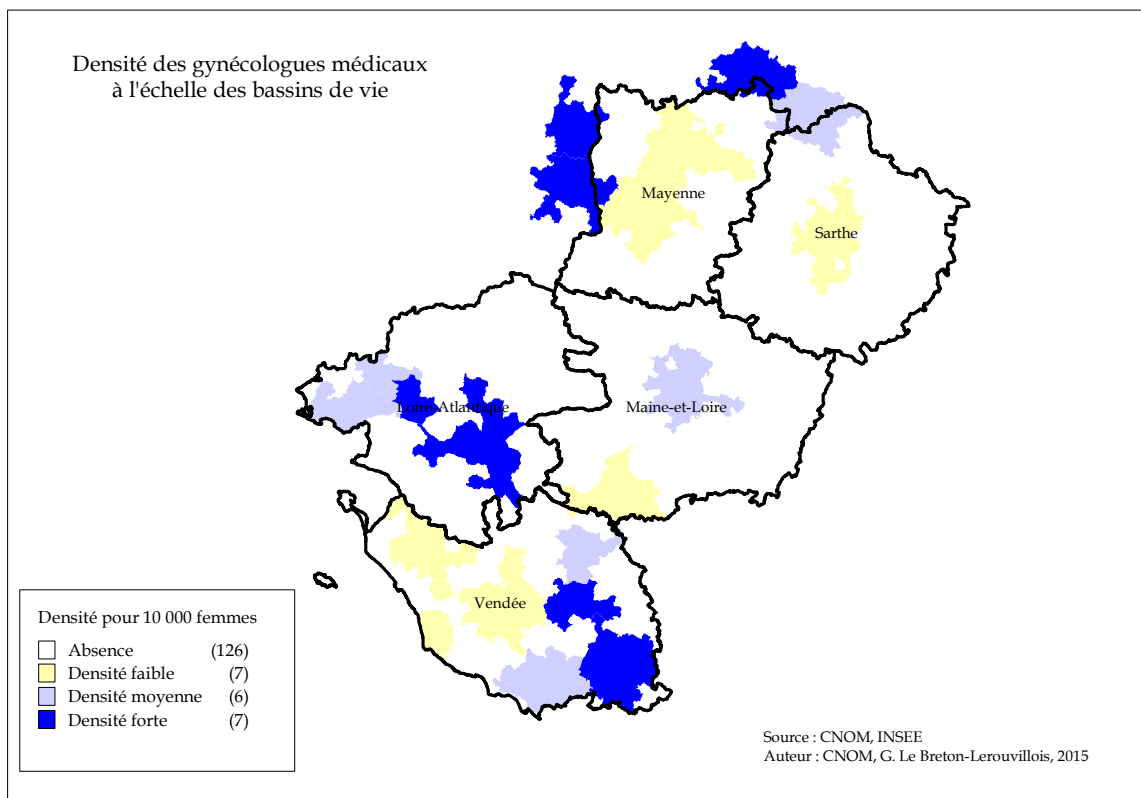 Densité des gynécologues médicaux
à l'échelle des bassins de vie
Mayenne
Sarthe
Loire-Atlantique
Maine-et-Loire
Vendée
Densité pour 10 000 femmes
Absence (126)
Densité faible (7)
Densité moyenne (6)
Densité forte (7)
Source : CNOM, INSEE
Auteur : CNOM, G. Le Breton-Lerouvillois, 2015